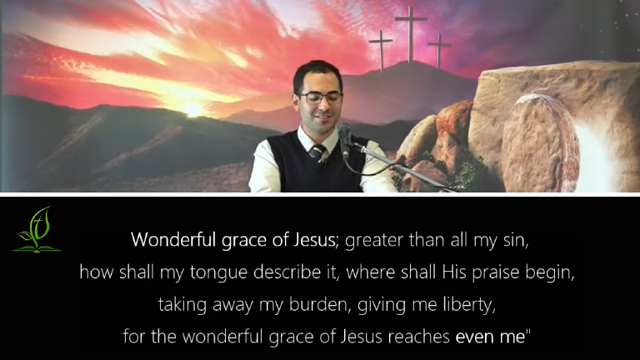 Wonderful grace of Jesus; greater than all my sin,
how shall my tongue describe it, where shall His praise begin,
taking away my burden, giving me liberty,
for the wonderful grace of Jesus reaches even me"